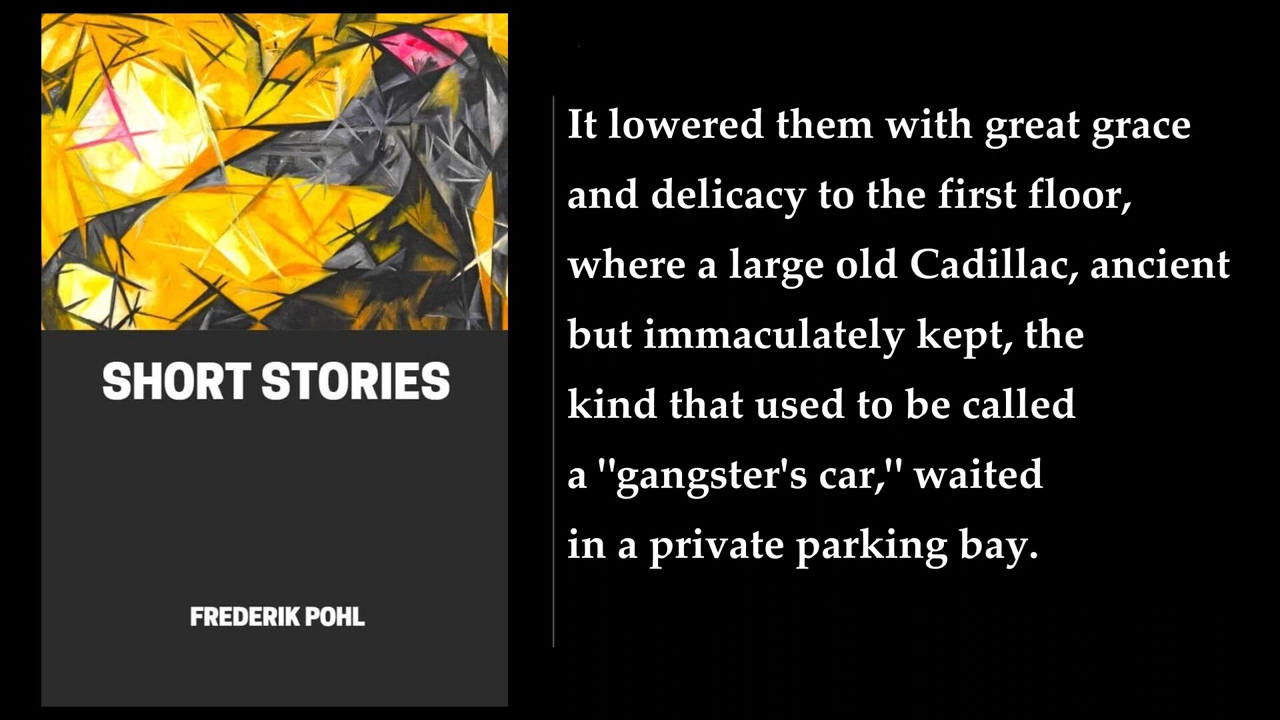 SHORT STORIES
FREDERIK POHL
It lowered them with great grace
and delicacy to the first floor,
where a large old Cadillac, ancient
but immaculately kept, the
kind that used to be called
a "gangster's car," waited
in a private parking bay.